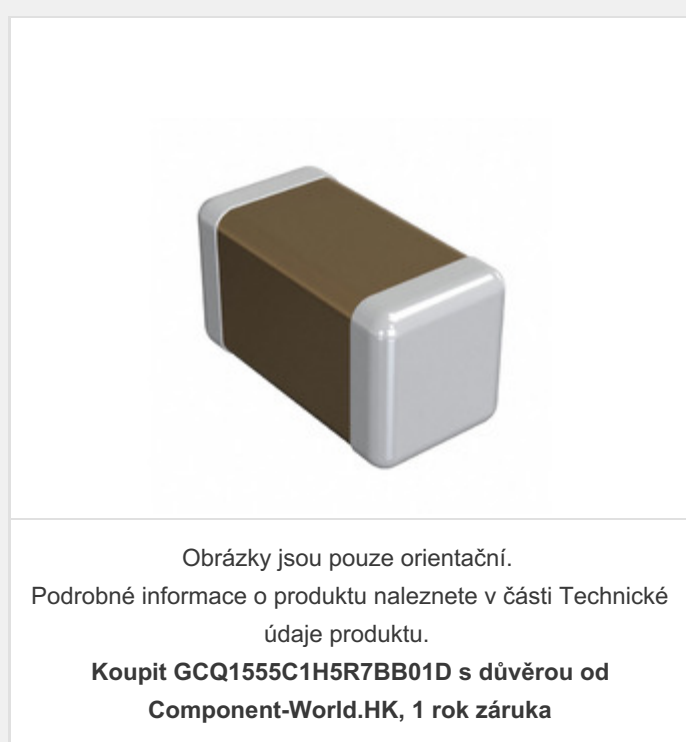 Obrázky jsou pouze orientační.
Podrobné informace o produktu naleznete v části Technické
údaje produktu.
Koupit GCQ1555C1H5R7BB01D s důvěrou od
Component-World.HK, 1 rok záruka